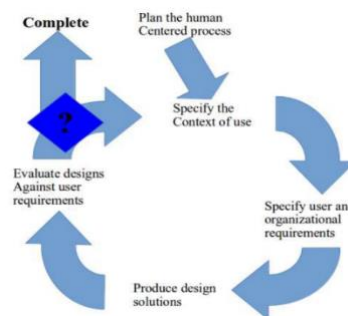 Complete
Plan the human
Centered process
?
Specify the
Context of use
Evaluate designs
Against user
requirements
Specify user an
organizational
requirements
Produce design
solutions